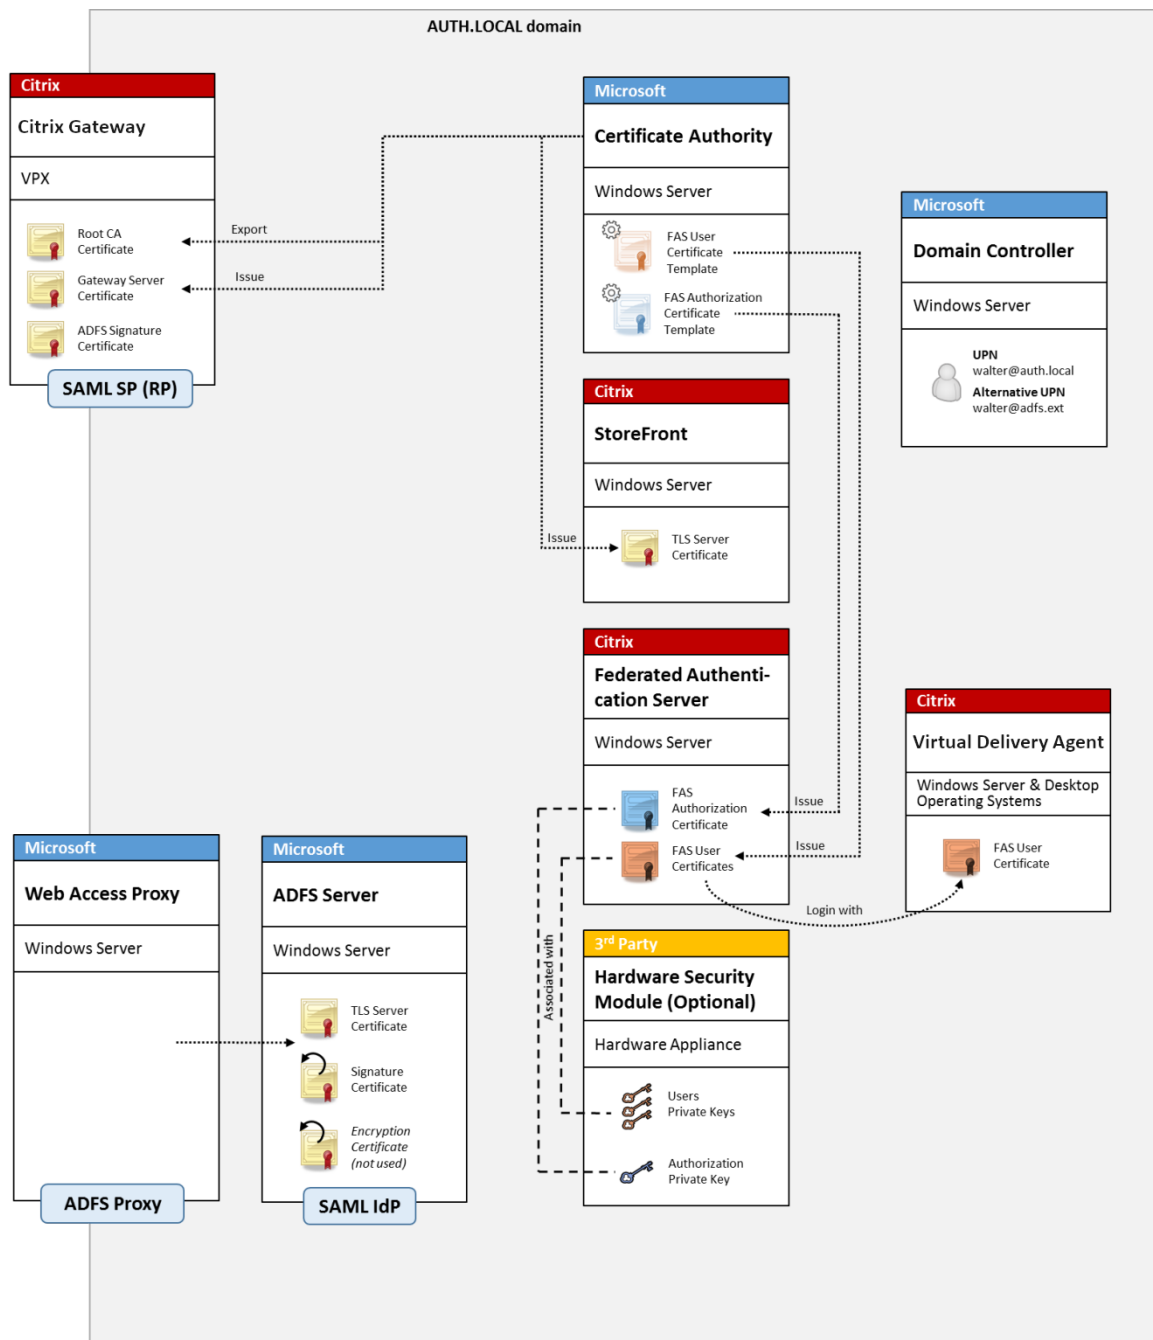 AUTH.LOCAL domain
Citrix
Citrix Gateway
VPX
Root CA
Certificate
Gateway Server
Certificate
ADFS Signature
Certificate
SAML SP (RP)
Export
Issue
Microsoft
Certificate Authority
Windows Server
FAS User
Certificate
Template
FAS Authorization
Certificate
Template
Microsoft
Domain Controller
Windows Server
UPN
walter@auth.local
Alternative UPN
walter@adfs.ext
Citrix
StoreFront
Windows Server
Issue
TLS Server
Certificate
Citrix
Federated Authenti-
cation Server
Windows Server
FAS
Authorization
Certificate
Issue
FAS User
Certificates
Issue
Login with
Citrix
Virtual Delivery Agent
Windows Server & Desktop
Operating Systems
FAS User
Certificate
Microsoft
Web Access Proxy
Windows Server
ADFS Proxy
Microsoft
ADFS Server
Windows Server
TLS Server
Certificate
Signature
Certificate
Encryption
Certificate
(not used)
SAML IdP
Associated with
3rd Party
Hardware Security
Module (Optional)
Hardware Appliance
Users
Private Keys
Authorization
Private Key